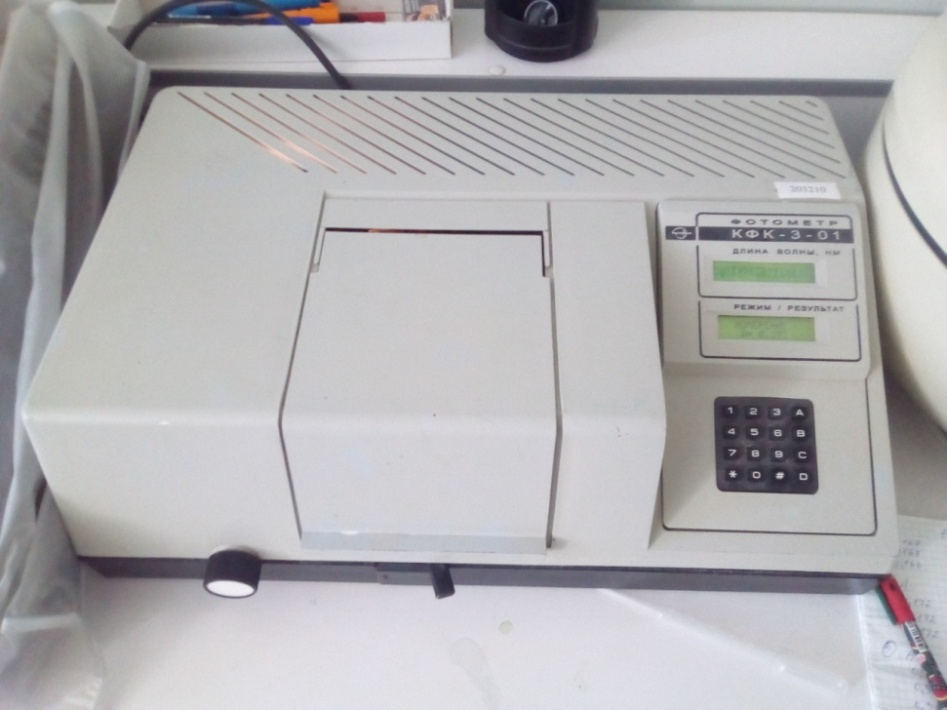 203210
ФОТОМЕТР
КФК-3-01
ДЛИНА ВОЛНЫ, НМ
РЕЖИМ / РЕЗУЛЬТАТ
1 2 3 A
4 5 6 B
7 8 9 C
* 0 # D